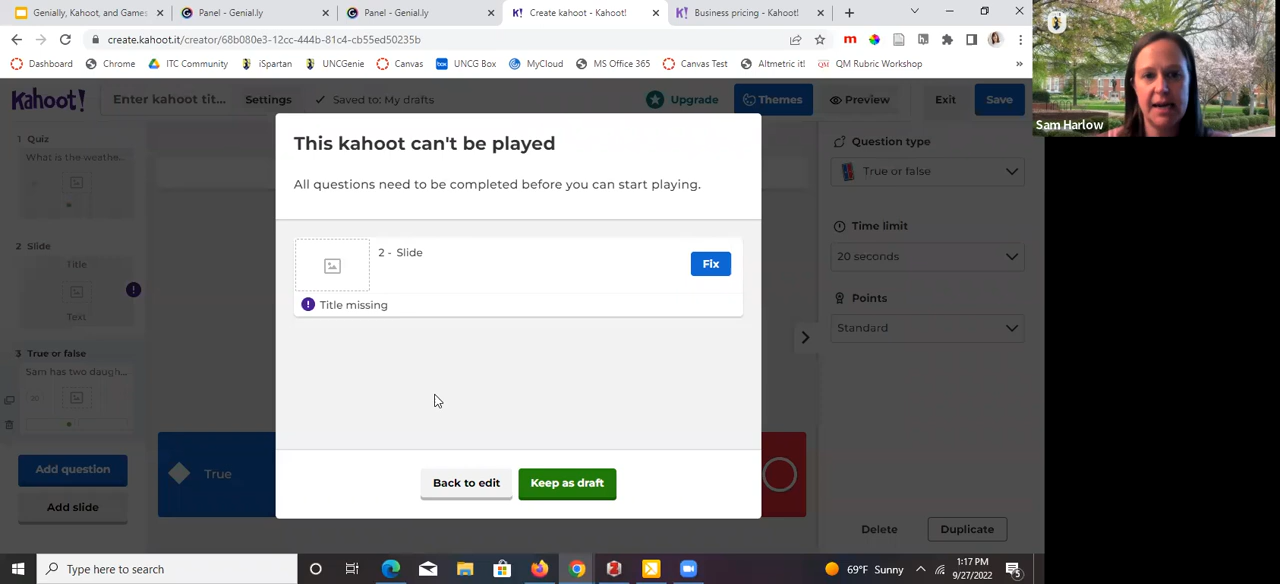 Genially, Kahoot, and Games
Panel - Genial.ly
Panel - Genial.ly
K! Create kahoot - Kahoot!
K! Business pricing - Kahoot!
create.kahoot.it/creator/68b080e3-12cc-444b-81c4-cb55ed50235b
Dashboard
Chrome
ITC Community
iSpartan
UNCGenie
Canvas
box UNCG Box
MyCloud
MS Office 365
Canvas Test
Altmetric it!
QM QM Rubric Workshop
»
Kahoot!
Enter kahoot tit...
Settings
Saved to: My drafts
Upgrade
Themes
Preview
Exit
Save
Sam Harlow
1 Quiz
What is the weathe...
2 Slide
Title
Text
3 True or false
Sam has two daugh...
Add question
Add slide
This kahoot can't be played
All questions need to be completed before you can start playing.
2 - Slide
Fix
! Title missing
Back to edit
Keep as draft
True
Question type
True or false
Time limit
20 seconds
Points
Standard
Delete
Duplicate
Type here to search
69°F Sunny
1:17 PM
9/27/2022